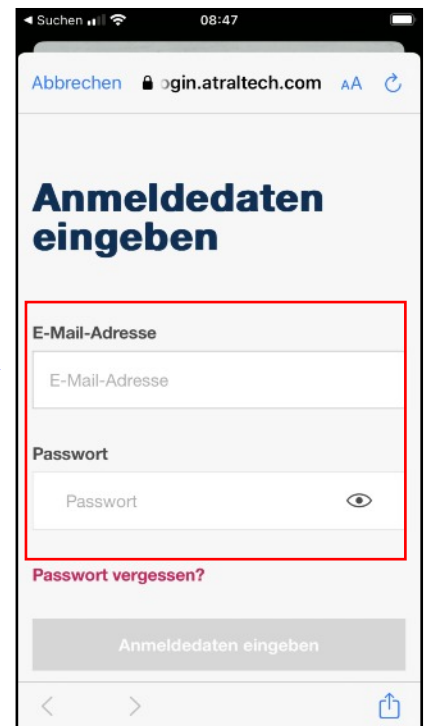 Suchen 08:47
Abbrechen ogin.atraltech.com AA
Anmeldedaten
eingeben
E-Mail-Adresse
E-Mail-Adresse
Passwort
Passwort
Passwort vergessen?
Anmeldedaten eingeben